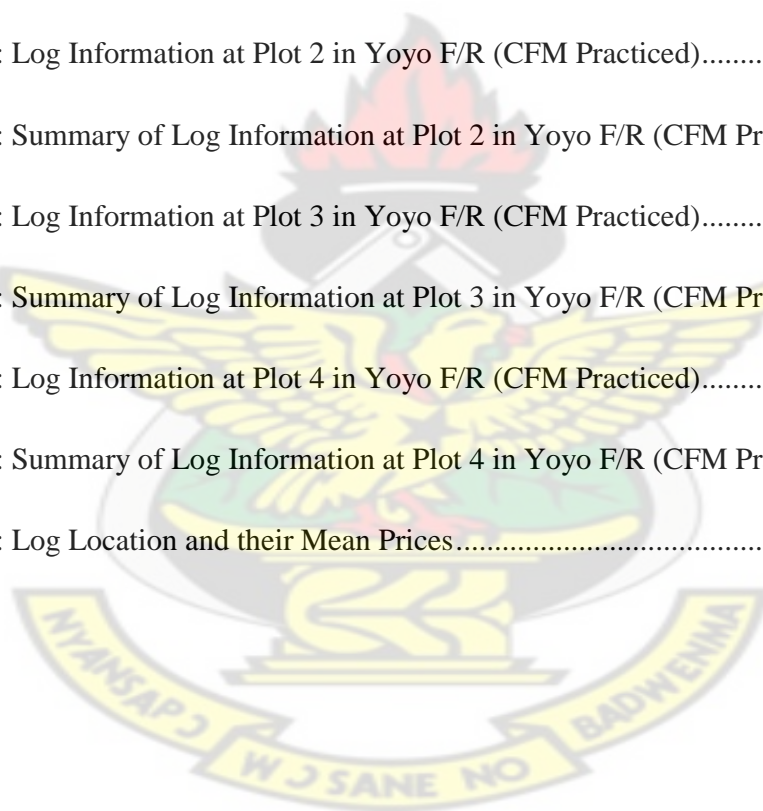 : Log Information at Plot 2 in Yoyo F/R (CFM Practiced)........
: Summary of Log Information at Plot 2 in Yoyo F/R (CFM Pr
: Log Information at Plot 3 in Yoyo F/R (CFM Practiced)........
: Summary of Log Information at Plot 3 in Yoyo F/R (CFM Pr
: Log Information at Plot 4 in Yoyo F/R (CFM Practiced)........
: Summary of Log Information at Plot 4 in Yoyo F/R (CFM Pr
: Log Location and their Mean Prices........................................
NYANSAPƆ WƆSANE NO BADWENMA